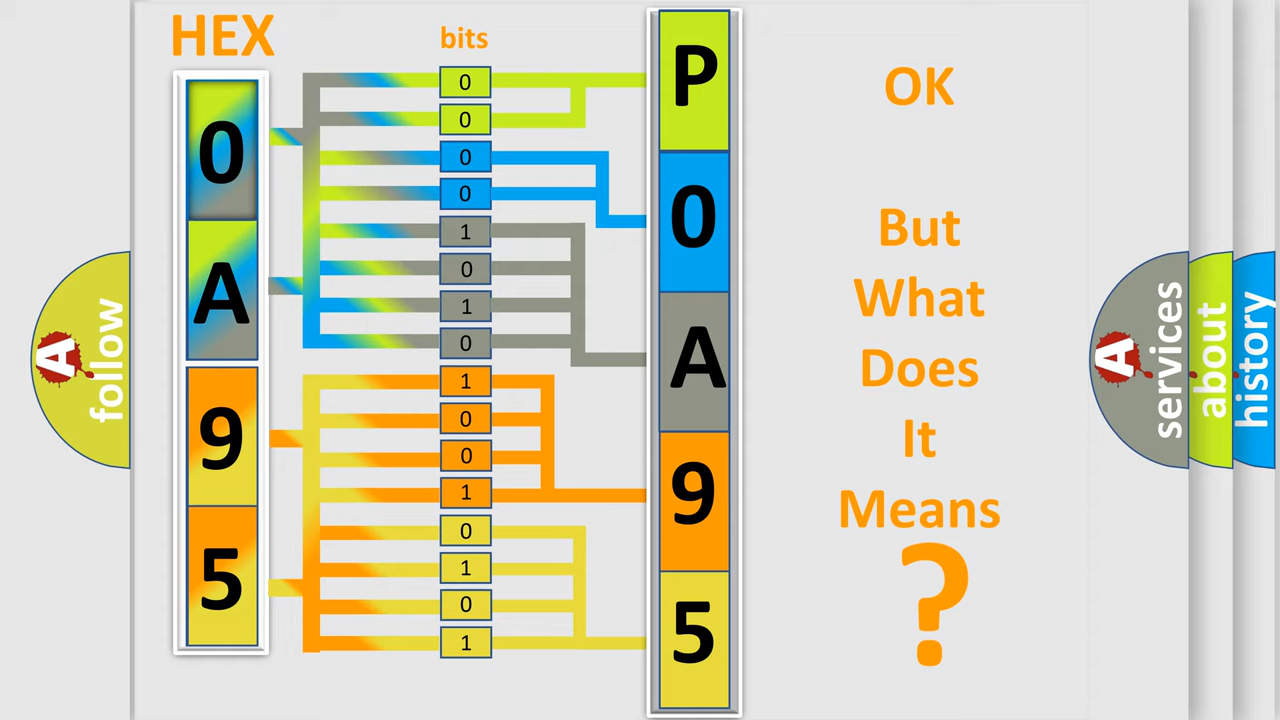 HEX
bits
0
A
9
5
0
0
0
0
1
0
1
0
1
0
0
1
0
1
0
1
P
0
A
9
5
OK
But
What
Does
It
Means
?
A
follow
A
services
about
history